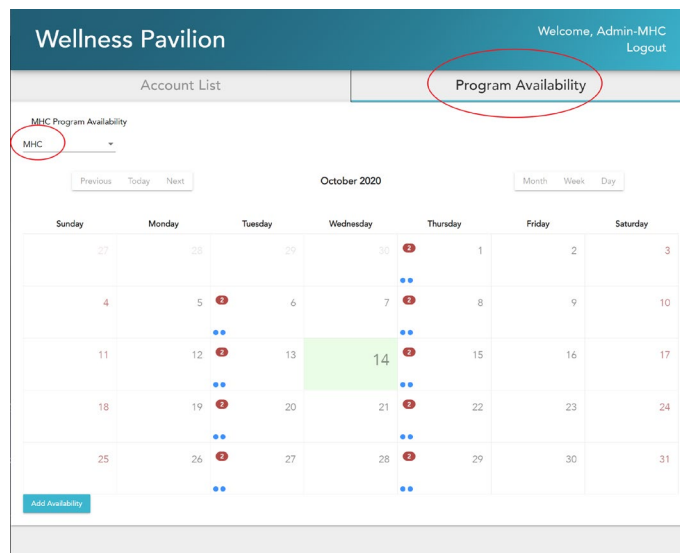 Wellness Pavilion
Welcome, Admin-MHC
Logout
Account List
Program Availability
MHC Program Availability
MHC
Previous Today Next
October 2020
Month Week Day
Sunday Monday Tuesday Wednesday Thursday Friday Saturday
27 28 29 30 2 1 2 3
4 5 2 6 7 2 8 9 10
11 12 2 13 14 2 15 16 17
18 19 2 20 21 2 22 23 24
25 26 2 27 28 2 29 30 31
Add Availability